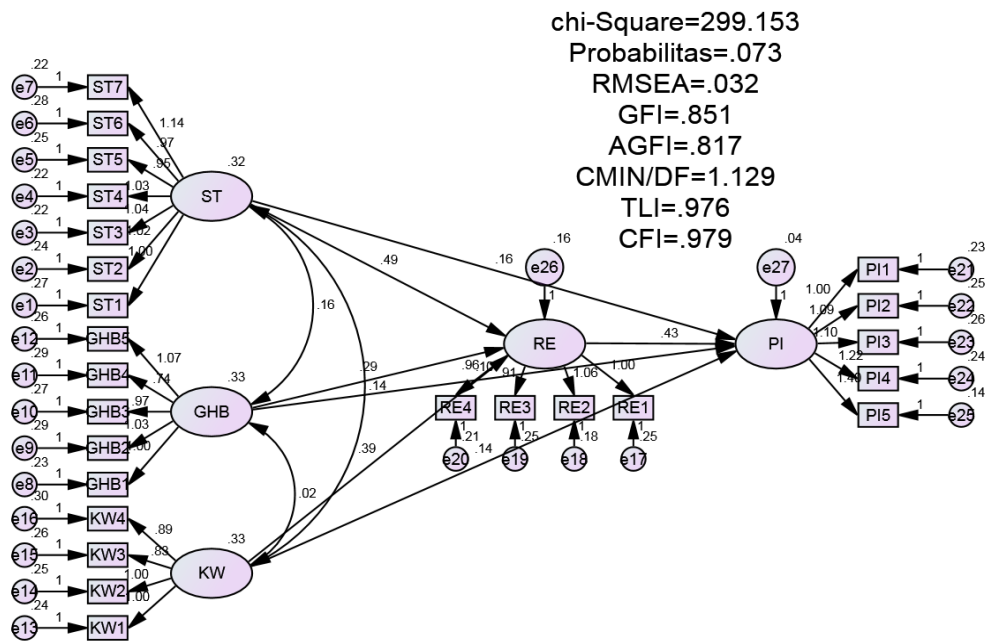 chi-Square=299.153
Probabilitas=.073
RMSEA=.032
GFI=.851
AGFI=.817
CMIN/DF=1.129
TLI=.976
CFI=.979
.22
e7 1 ST7
.28
e6 1 ST6
.25
e5 1 ST5
.22
e4 1 ST4
.22
e3 1 ST3
.24
e2 1 ST2
.27
e1 1 ST1
1.14
.97
.95
1.03
1.04
1.02
1.00
.32
ST
.26
e12 1 GHB5
.29
e11 1 GHB4
.27
e10 1 GHB3
.29
e9 1 GHB2
.23
e8 1 GHB1
1.07
.74
.97
1.03
1.00
.33
GHB
.30
e16 1 KW4
.26
e15 1 KW3
.25
e14 1 KW2
.24
e13 1 KW1
.89
.83
1.00
1.00
.33
KW
.16
.39
.02
.49
.16
.29
.14
.10
.14
.43
.16
e26
1
RE
.96
.91
1.06
1.00
RE4 RE3 RE2 RE1
1 1 1 1
.21 .25 .18 .25
e20 e19 e18 e17
.04
e27
1
PI
1.00
1.09
1.10
1.22
.23
PI1 1 e21
.25
PI2 1 e22
.26
PI3 1 e23
.24
PI4 1 e24
.14
PI5 1 e25